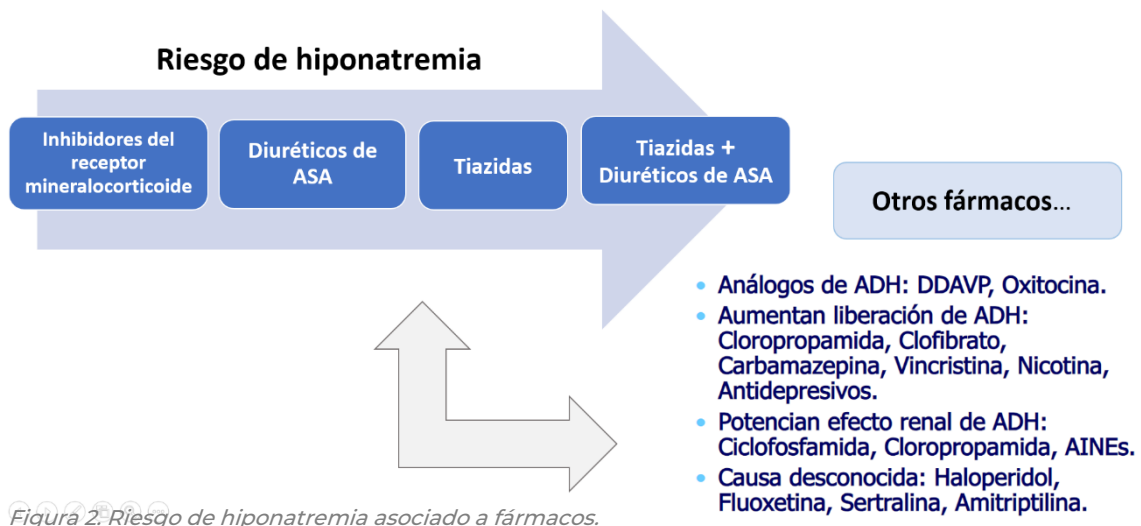 Riesgo de hiponatremia
Inhibidores del
receptor
mineralocorticoide
Diuréticos de
ASA
Tiazidas
Tiazidas +
Diuréticos de ASA
Otros fármacos...
• Análogos de ADH: DDAVP, Oxitocina.
• Aumentan liberación de ADH:
Cloropropamida, Clofibrato,
Carbamazepina, Vincristina, Nicotina,
Antidepresivos.
• Potencian efecto renal de ADH:
Ciclofosfamida, Cloropropamida, AINEs.
• Causa desconocida: Haloperidol,
Fluoxetina, Sertralina, Amitriptilina.
Figura 2. Riesgo de hiponatremia asociado a fármacos.